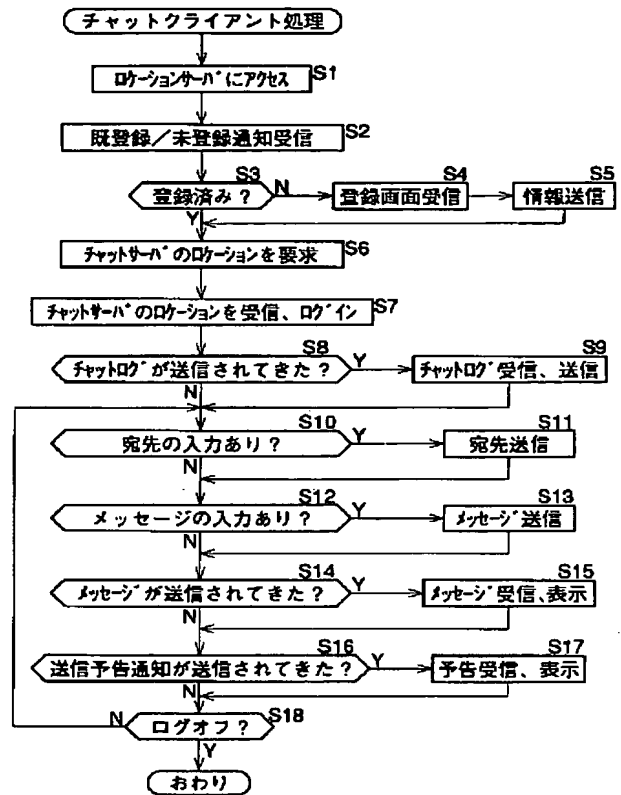 チャットクライアント処理
ロケーションサーバにアクセス S1
既登録/未登録通知受信 S2
S3 S4 S5
登録済み? N 登録画面受信 情報送信
Y
チャットサーバのロケーションを要求 S6
チャットサーバのロケーションを受信、ログイン S7
S8 S9
チャットログが送信されてきた? Y チャットログ受信、送信
N
S10 S11
宛先の入力あり? Y 宛先送信
N
S12 S13
メッセージの入力あり? Y メッセージ送信
N
S14 S15
メッセージが送信されてきた? Y メッセージ受信、表示
N
S16 S17
送信予告通知が送信されてきた? Y 予告受信、表示
N
N ログオフ? S18
Y
おわり